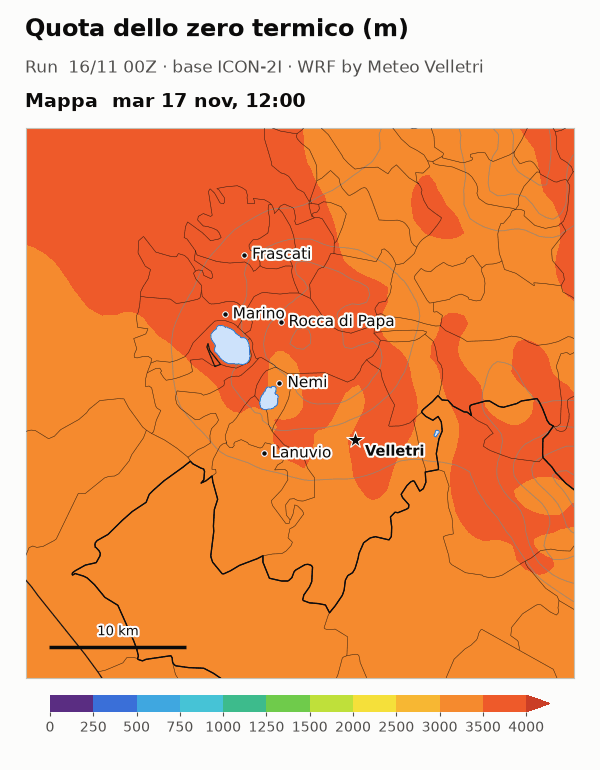 Quota dello zero termico (m)
Run 16/11 00Z · base ICON-2I · WRF by Meteo Velletri
Mappa mar 17 nov, 12:00
Frascati
Marino
Rocca di Papa
Nemi
Velletri
Lanuvio
10 km
0 250 500 750 1000 1250 1500 2000 2500 3000 3500 4000